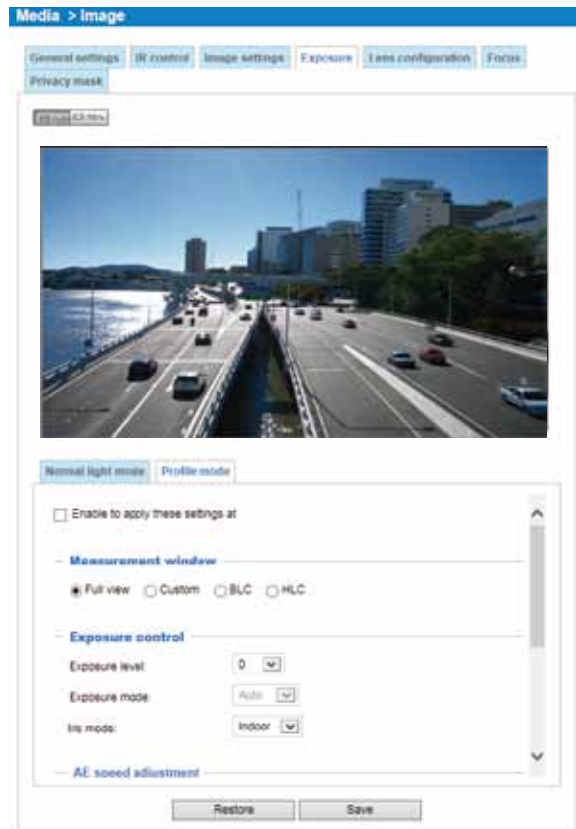 Media > Image
General settings IR control Image settings Exposure Lens configuration Focus
Privacy mask
Normal light mode Profile mode
Enable to apply these settings at
Measurement window
Full view Custom BLC HLC
Exposure control
Exposure level: 0
Exposure mode: Auto
Iris mode: Indoor
AE speed adjustment
Restore Save